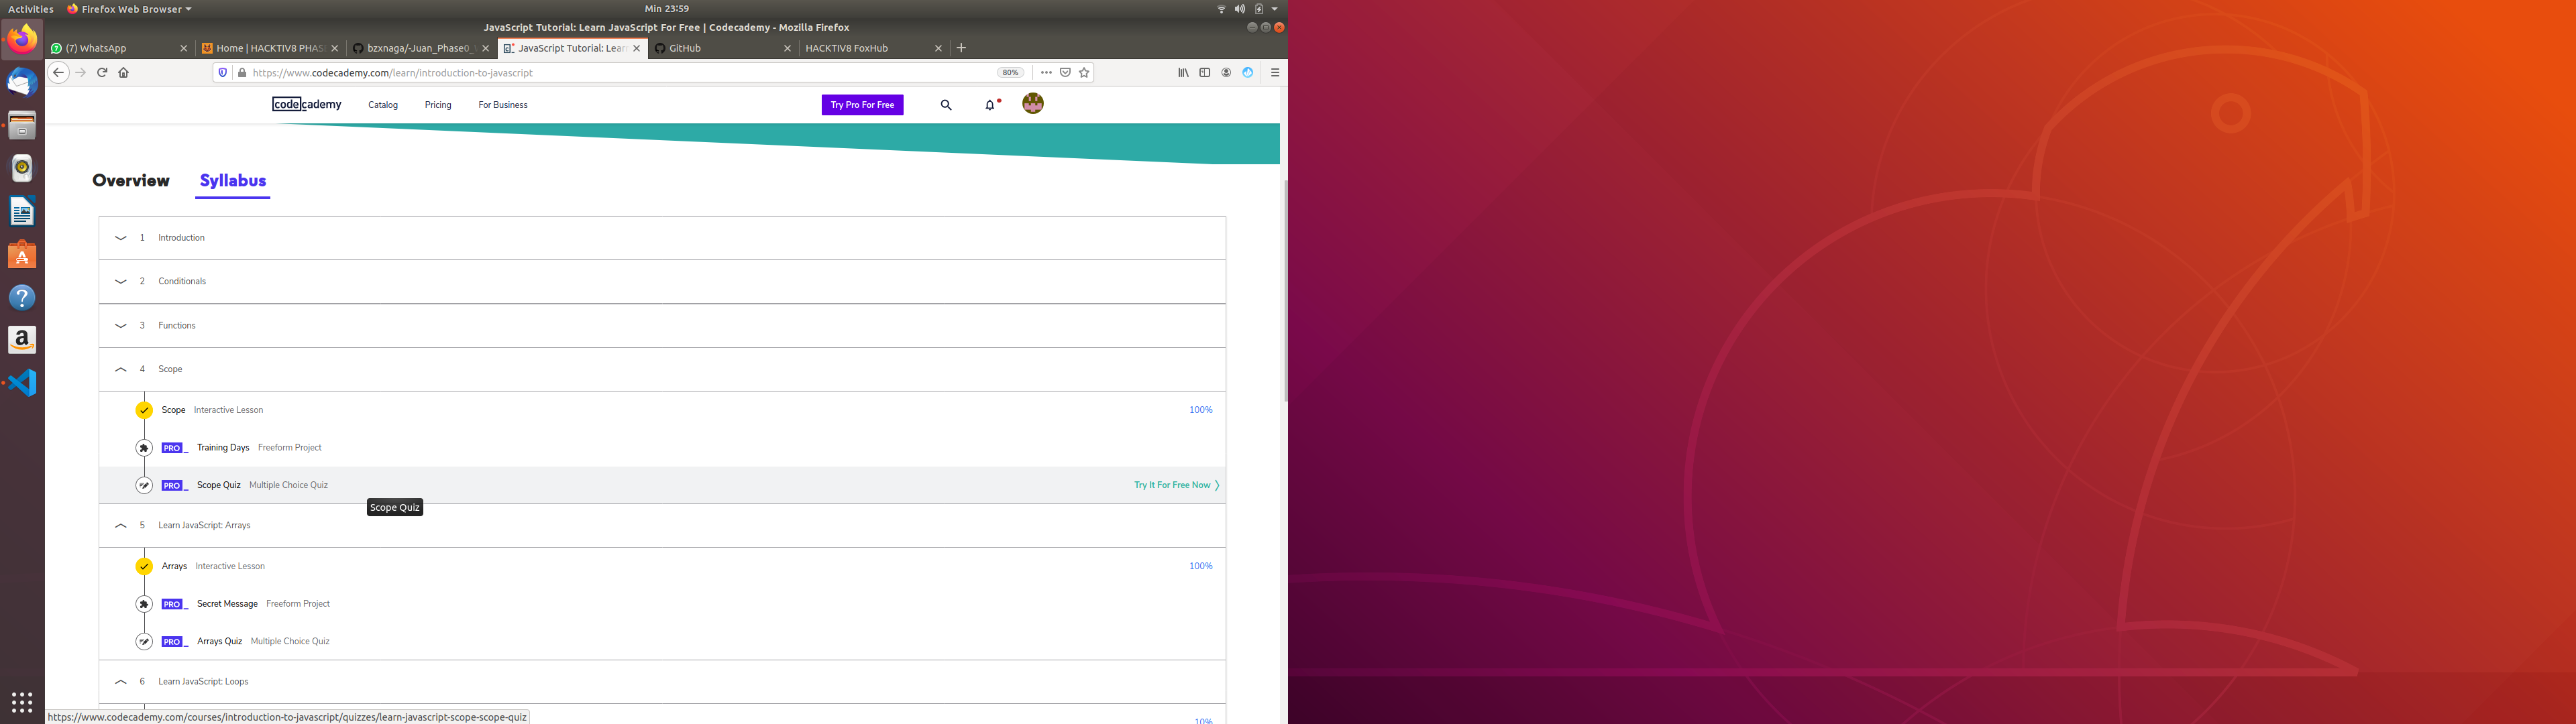 Activities Firefox Web Browser Min 23:59
JavaScript Tutorial: Learn JavaScript For Free | Codecademy - Mozilla Firefox
(7) WhatsApp Home | HACKTIV8 PHAS bzxnaga/-Juan_Phase0_ JavaScript Tutorial: Lear GitHub HACKTIV8 FoxHub
https://www.codecademy.com/learn/introduction-to-javascript 80%
codecademy Catalog Pricing For Business Try Pro For Free
Overview Syllabus
1 Introduction
2 Conditionals
3 Functions
4 Scope
Scope Interactive Lesson 100%
PRO_ Training Days Freeform Project
PRO_ Scope Quiz Multiple Choice Quiz Try It For Free Now
Scope Quiz
5 Learn JavaScript: Arrays
Arrays Interactive Lesson 100%
PRO_ Secret Message Freeform Project
PRO_ Arrays Quiz Multiple Choice Quiz
6 Learn JavaScript: Loops
10%
https://www.codecademy.com/courses/introduction-to-javascript/quizzes/learn-javascript-scope-scope-quiz